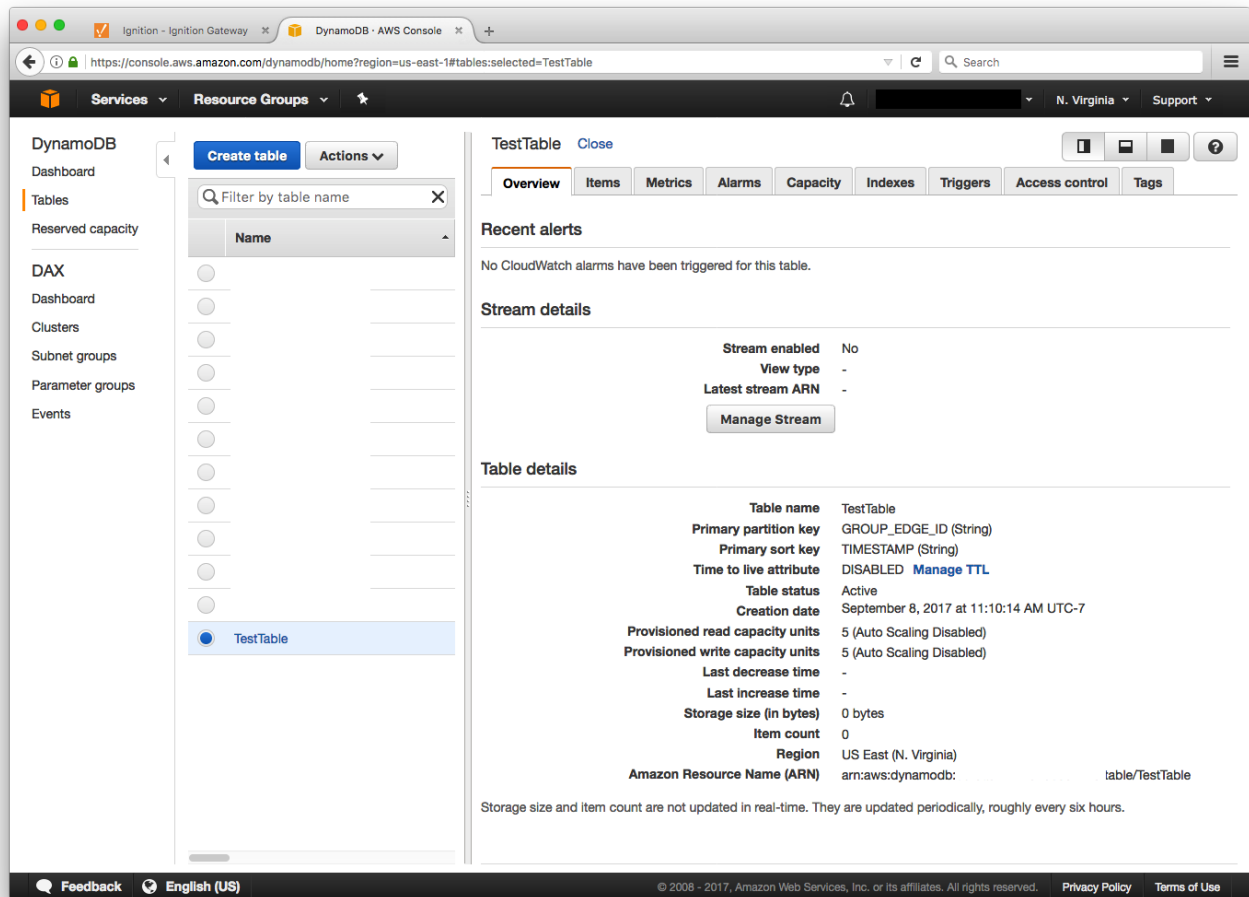 Ignition - Ignition Gateway
DynamoDB · AWS Console
https://console.aws.amazon.com/dynamodb/home?region=us-east-1#tables:selected=TestTable
Search
Services
Resource Groups
N. Virginia
Support
DynamoDB
Dashboard
Tables
Reserved capacity
DAX
Dashboard
Clusters
Subnet groups
Parameter groups
Events
Create table
Actions
Filter by table name
Name
TestTable
TestTable Close
Overview Items Metrics Alarms Capacity Indexes Triggers Access control Tags
Recent alerts
No CloudWatch alarms have been triggered for this table.
Stream details
Stream enabled No
View type -
Latest stream ARN -
Manage Stream
Table details
Table name TestTable
Primary partition key GROUP_EDGE_ID (String)
Primary sort key TIMESTAMP (String)
Time to live attribute DISABLED Manage TTL
Table status Active
Creation date September 8, 2017 at 11:10:14 AM UTC-7
Provisioned read capacity units 5 (Auto Scaling Disabled)
Provisioned write capacity units 5 (Auto Scaling Disabled)
Last decrease time -
Last increase time -
Storage size (in bytes) 0 bytes
Item count 0
Region US East (N. Virginia)
Amazon Resource Name (ARN) arn:aws:dynamodb: table/TestTable
Storage size and item count are not updated in real-time. They are updated periodically, roughly every six hours.
Feedback English (US)
© 2008 - 2017, Amazon Web Services, Inc. or its affiliates. All rights reserved. Privacy Policy Terms of Use